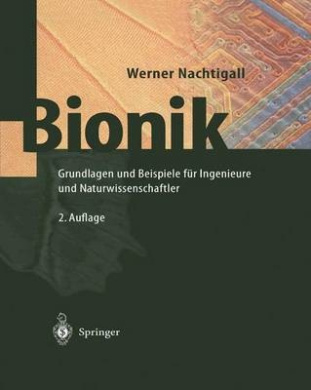 Werner Nachtigall
Bionik
Grundlagen und Beispiele für Ingenieure
und Naturwissenschaftler
2. Auflage
Springer